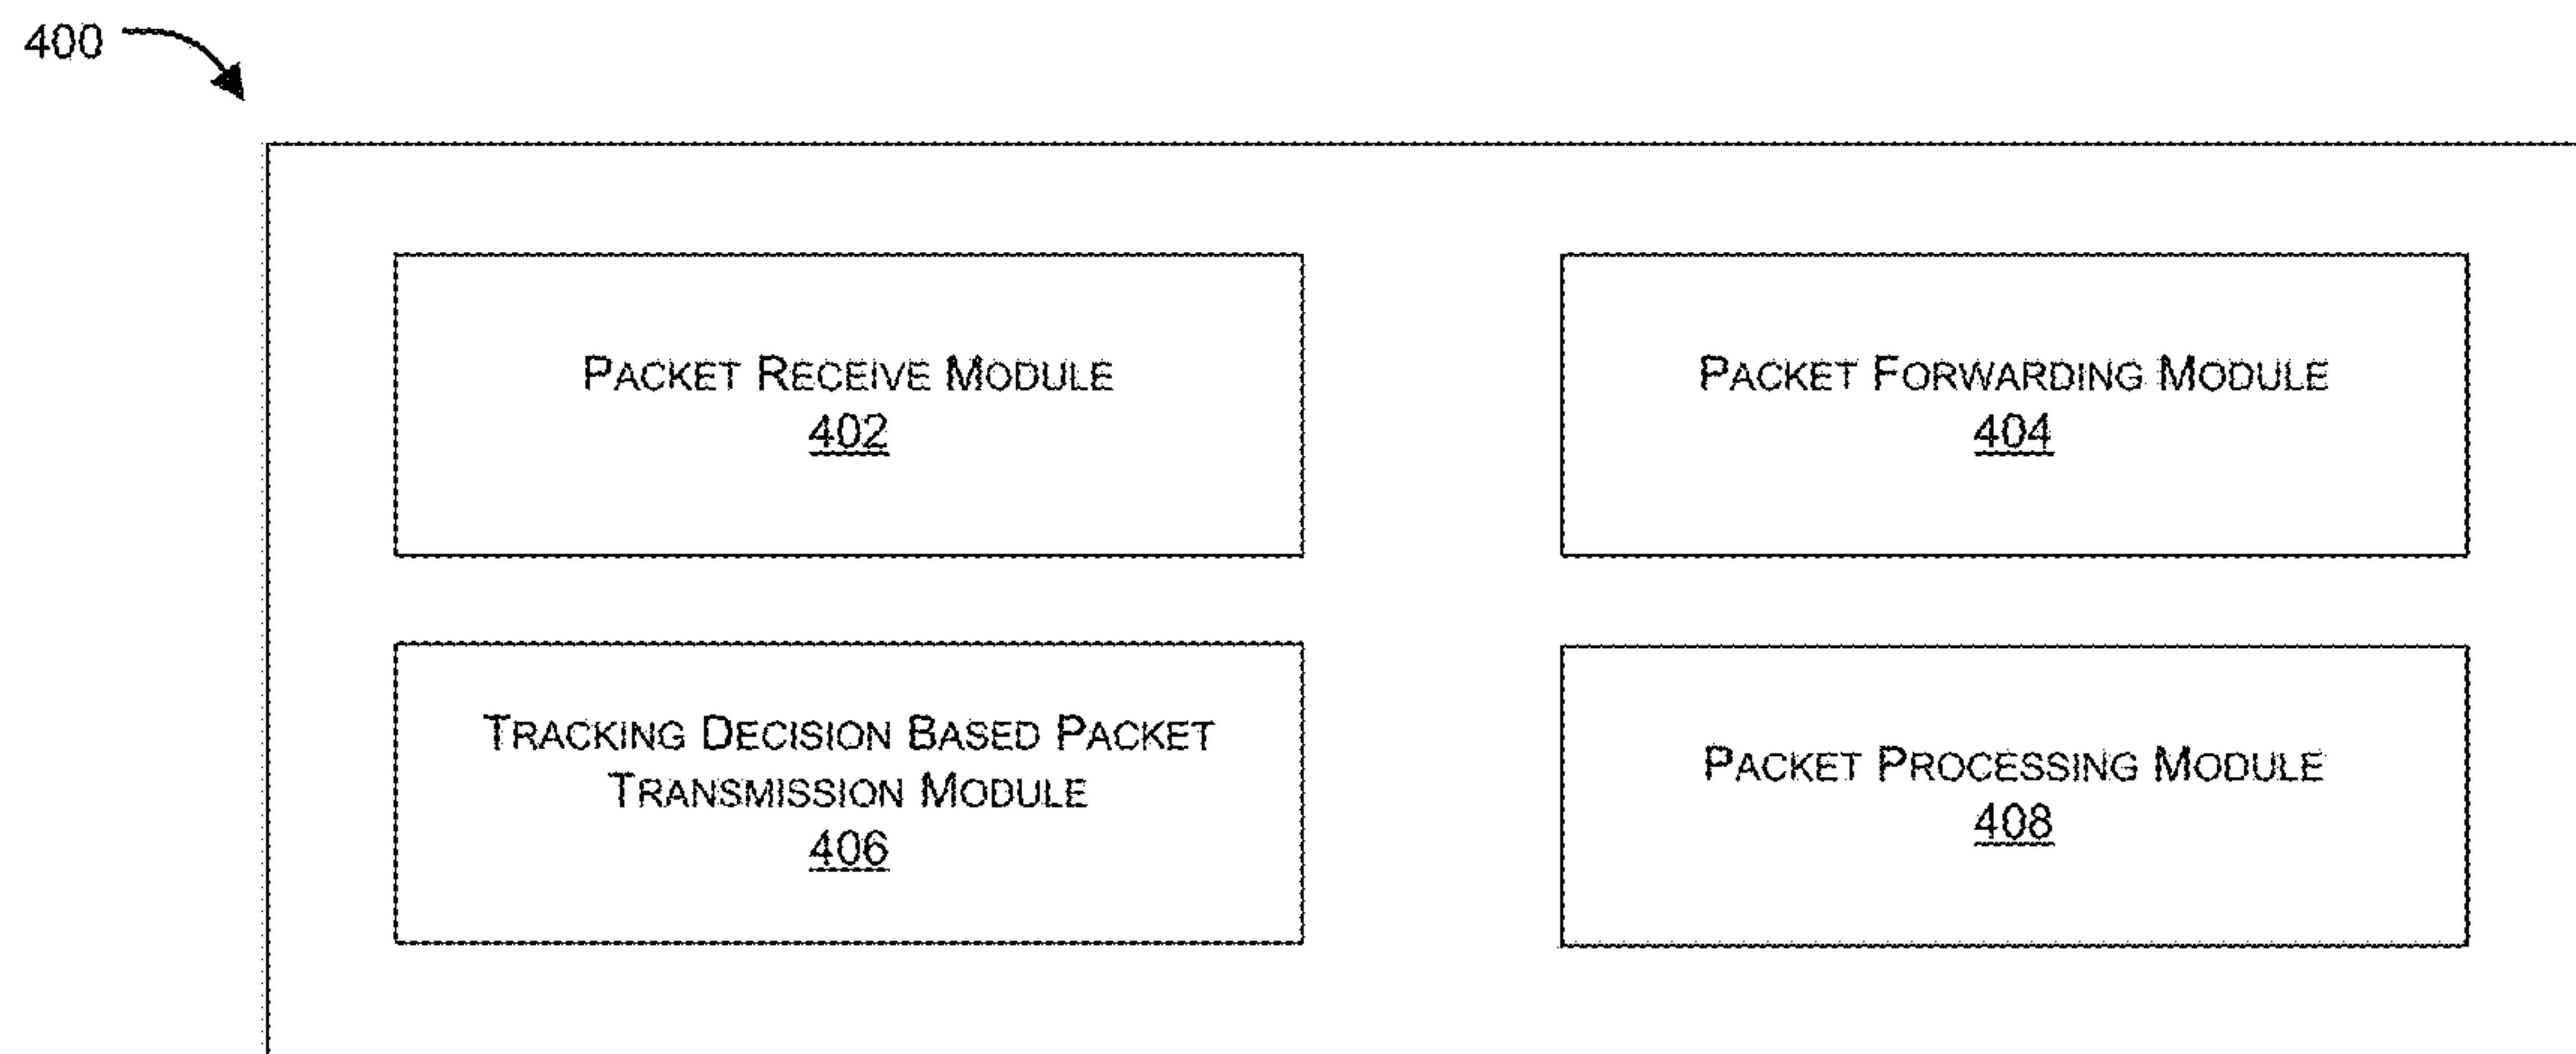 400
PACKET RECEIVE MODULE
402
PACKET FORWARDING MODULE
404
TRACKING DECISION BASED PACKET
TRANSMISSION MODULE
406
PACKET PROCESSING MODULE
408